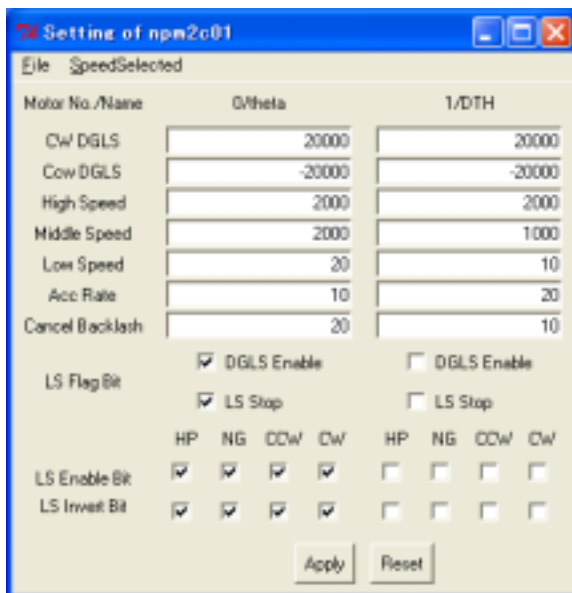 Setting of npm2c01
File SpeedSelected
Motor No./Name 0/theta 1/DTH
CW DGLS 20000 20000
Ccw DGLS -20000 -20000
High Speed 2000 2000
Middle Speed 2000 1000
Low Speed 20 10
Acc Rate 10 20
Cancel Backlash 20 10
LS Flag Bit
DGLS Enable DGLS Enable
LS Stop LS Stop
HP NG CCW CW HP NG CCW CW
LS Enable Bit
LS Invert Bit
Apply Reset